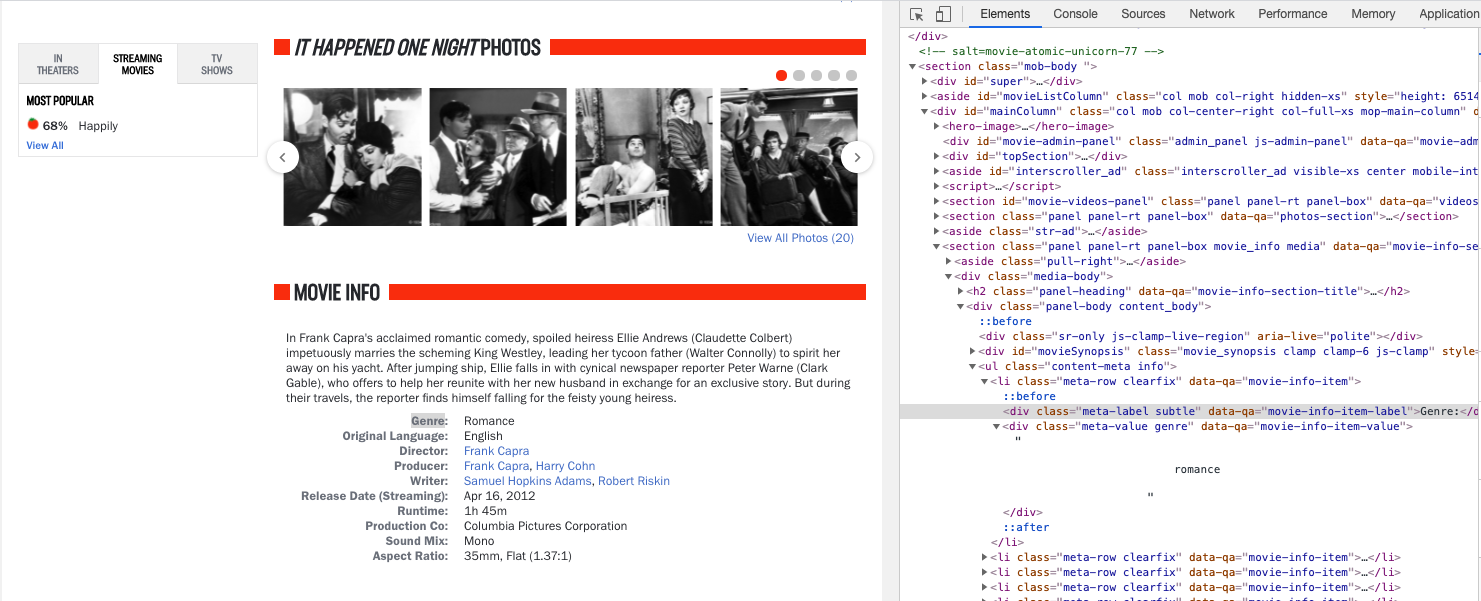 IN THEATERS
STREAMING MOVIES
TV SHOWS
MOST POPULAR
68% Happily
View All
IT HAPPENED ONE NIGHT PHOTOS
View All Photos (20)
MOVIE INFO
In Frank Capra's acclaimed romantic comedy, spoiled heiress Ellie Andrews (Claudette Colbert)
impetuously marries the scheming King Westley, leading her tycoon father (Walter Connolly) to spirit her
away on his yacht. After jumping ship, Ellie falls in with cynical newspaper reporter Peter Warne (Clark
Gable), who offers to help her reunite with her new husband in exchange for an exclusive story. But during
their travels, the reporter finds himself falling for the feisty young heiress.
Genre: Romance
Original Language: English
Director: Frank Capra
Producer: Frank Capra, Harry Cohn
Writer: Samuel Hopkins Adams, Robert Riskin
Release Date (Streaming): Apr 16, 2012
Runtime: 1h 45m
Production Co: Columbia Pictures Corporation
Sound Mix: Mono
Aspect Ratio: 35mm, Flat (1.37:1)
Elements Console Sources Network Performance Memory Application
</div>
<!-- salt=movie-atomic-unicorn-77 -->
<section class="mob-body ">
<div id="super">…</div>
<aside id="movieListColumn" class="col mob col-right hidden-xs" style="height: 6514
<div id="mainColumn" class="col mob col-center-right col-full-xs mop-main-column" d
<hero-image>…</hero-image>
<div id="movie-admin-panel" class="admin_panel js-admin-panel" data-qa="movie-adm
<div id="topSection">…</div>
<aside id="interscroller_ad" class="interscroller_ad visible-xs center mobile-int
<script>…</script>
<section id="movie-videos-panel" class="panel panel-rt panel-box" data-qa="videos
<section class="panel panel-rt panel-box" data-qa="photos-section">…</section>
<aside class="str-ad">…</aside>
<section class="panel panel-rt panel-box movie_info media" data-qa="movie-info-se
<aside class="pull-right">…</aside>
<div class="media-body">
<h2 class="panel-heading" data-qa="movie-info-section-title">…</h2>
<div class="panel-body content_body">
::before
<div class="sr-only js-clamp-live-region" aria-live="polite"></div>
<div id="movieSynopsis" class="movie_synopsis clamp clamp-6 js-clamp" style=
<ul class="content-meta info">
<li class="meta-row clearfix" data-qa="movie-info-item">
::before
<div class="meta-label subtle" data-qa="movie-info-item-label">Genre:</d
<div class="meta-value genre" data-qa="movie-info-item-value">
"
romance
"
</div>
::after
</li>
<li class="meta-row clearfix" data-qa="movie-info-item">…</li>
<li class="meta-row clearfix" data-qa="movie-info-item">…</li>
<li class="meta-row clearfix" data-qa="movie-info-item">…</li>